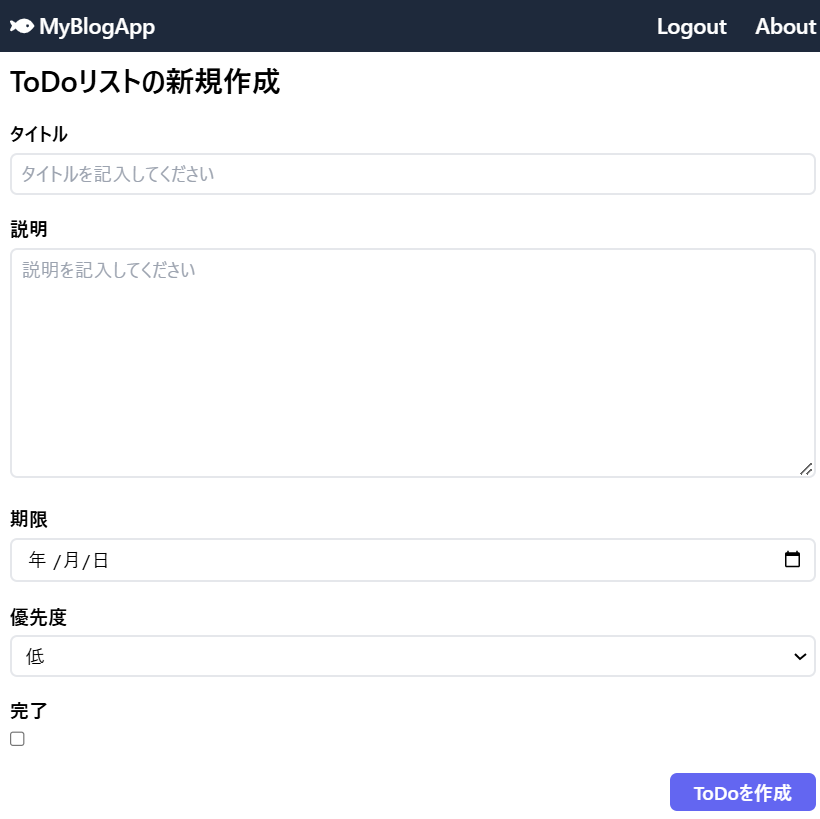 MyBlogApp Logout About
ToDoリストの新規作成
タイトル
タイトルを記入してください
説明
説明を記入してください
期限
年 /月/日
優先度
低
完了
ToDoを作成